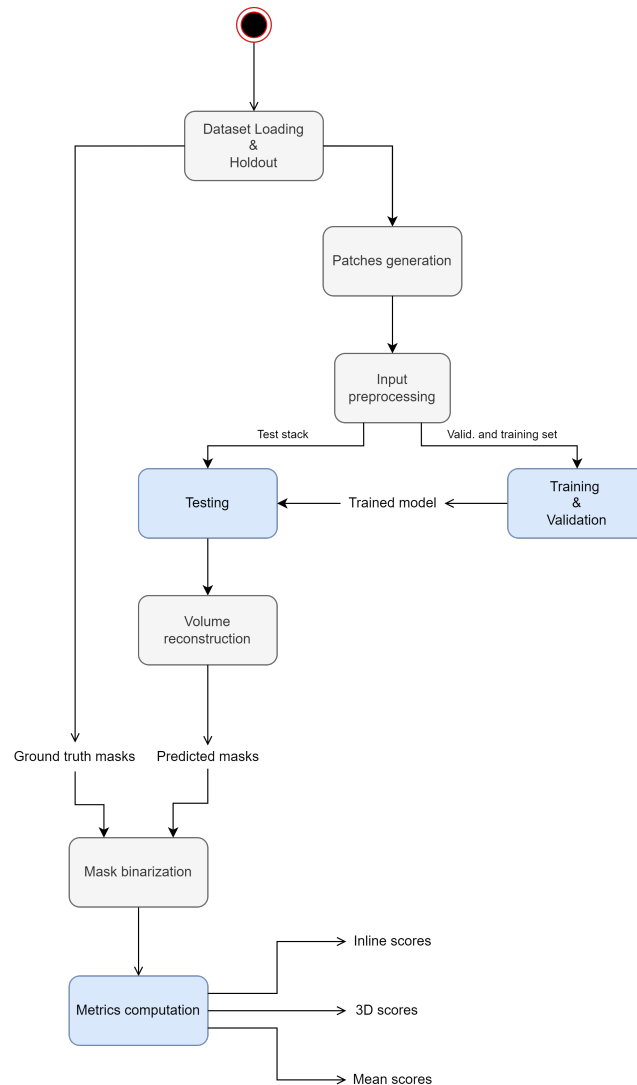 Dataset Loading
&
Holdout
Patches generation
Input
preprocessing
Test stack
Valid. and training set
Testing
Trained model
Training
&
Validation
Volume
reconstruction
Ground truth masks
Predicted masks
Mask binarization
Inline scores
Metrics computation
3D scores
Mean scores